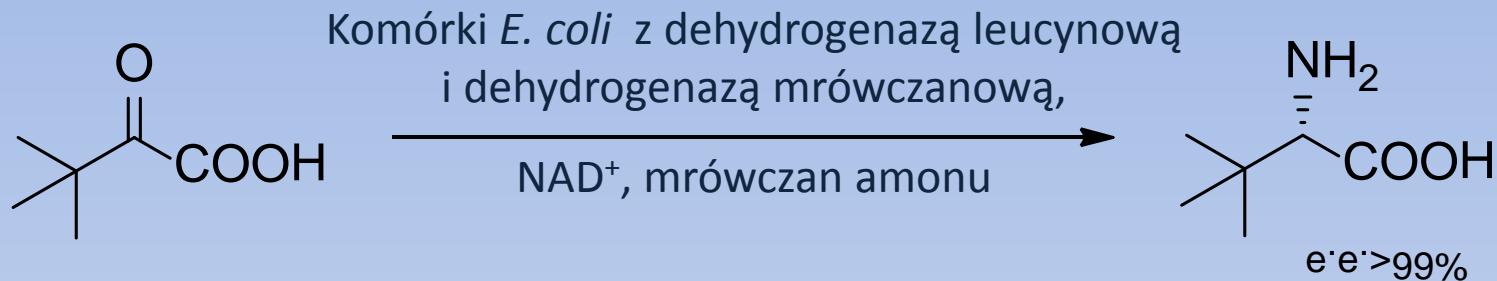 Komórki E. coli z dehydrogenazą leucynową
i dehydrogenazą mrówczanową,
O
COOH
NAD⁺, mrówczan amonu
NH₂
COOH
e.e.>99%